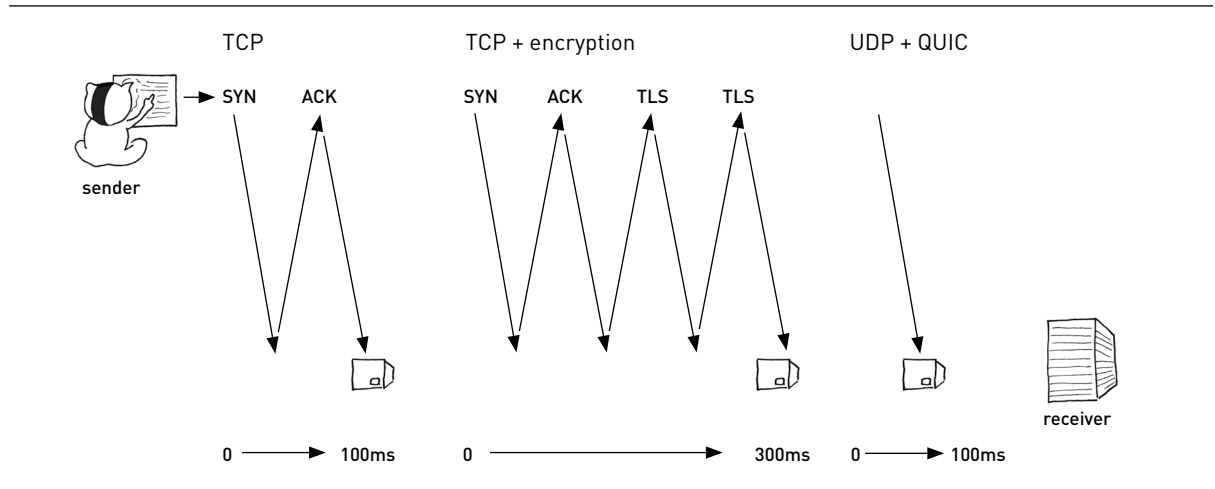 TCP
TCP + encryption
UDP + QUIC
SYN ACK
SYN ACK TLS TLS
sender
receiver
0 100ms
0 300ms
0 100ms